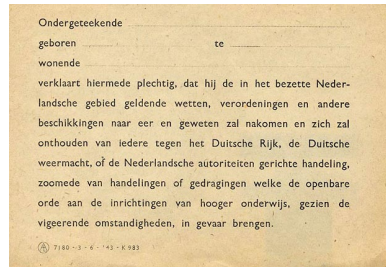 Ondergeteekende
geboren te
wonende
verklaart hiermede plechtig, dat hij de in het bezette Neder-
landsche gebied geldende wetten, verordeningen en andere
beschikkingen naar eer en geweten zal nakomen en zich zal
onthouden van iedere tegen het Duitsche Rijk, de Duitsche
weermacht, of de Nederlandsche autoriteiten gerichte handeling,
zoomede van handelingen of gedragingen welke de openbare
orde aan de inrichtingen van hooger onderwijs, gezien de
vigeerende omstandigheden, in gevaar brengen.
7180 - 3 - 6 - '43 - K 983